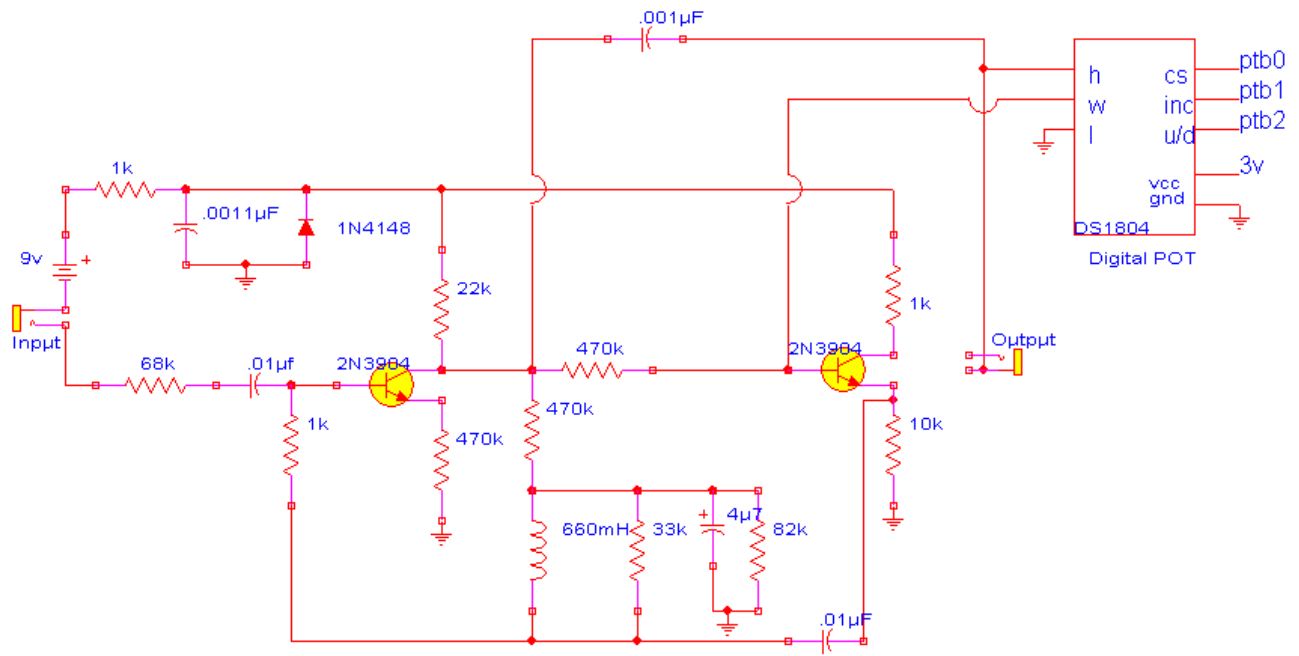 .001µF
h
cs
ptb0
w
inc
ptb1
l
u/d
ptb2
vcc
3v
gnd
DS1804
Digital POT
1k
.0011µF
1N4148
9v
+
22k
1k
Input
Output
68k
.01µf
2N3904
470k
2N3904
1k
470k
470k
10k
660mH
33k
+
4µ7
82k
.01µF